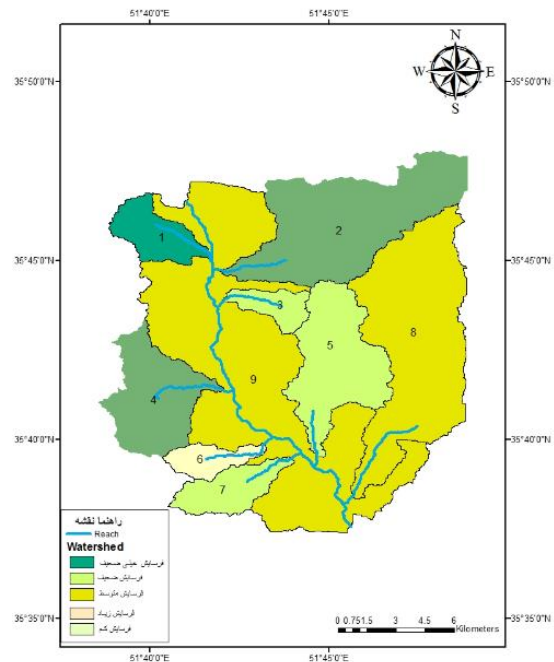 51°40'0"E 51°45'0"E
N
W E
S
35°50'0"N 35°50'0"N
2
1
35°45'0"N 35°45'0"N
3
5
8
9
4
35°40'0"N 35°40'0"N
6
7
راهنما نقشه
Reach
Watershed
فرسایش خیلی ضعیف
فرسایش ضعیف
فرسایش متوسط
فرسایش زیاد
فرسایش کم
35°35'0"N 35°35'0"N
0 0.75 1.5 3 4.5 6
Kilometers
51°40'0"E 51°45'0"E